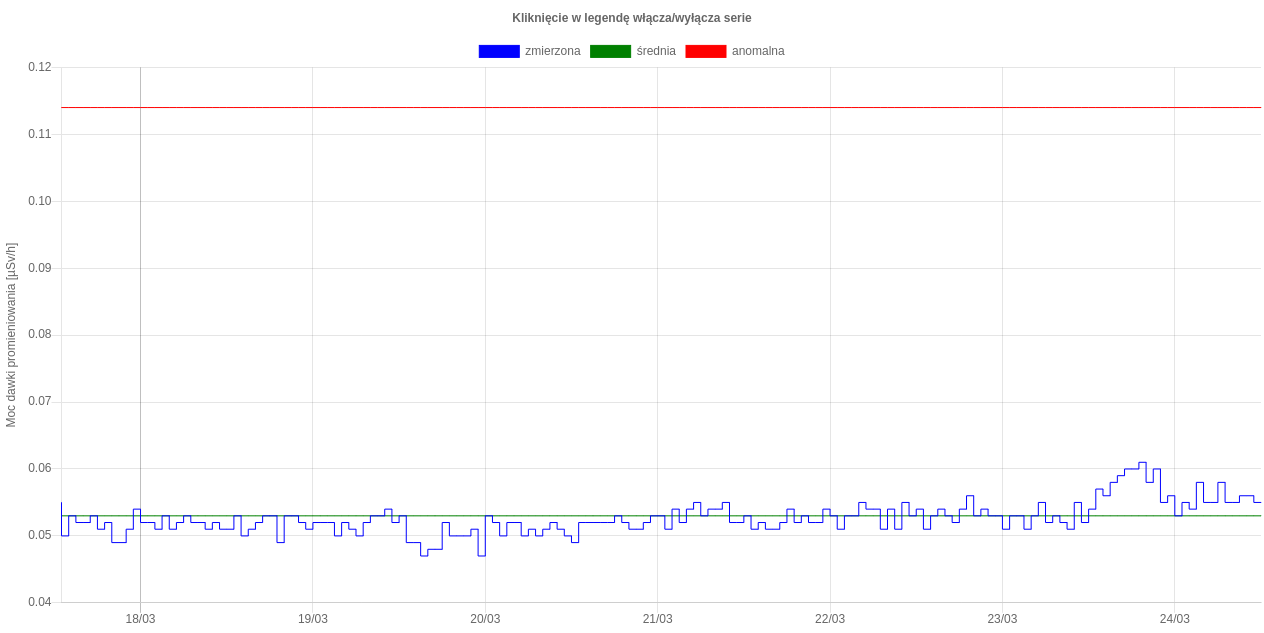 Kliknięcie w legendę włącza/wyłącza serie
zmierzona średnia anomalna
Moc dawki promieniowania [µSv/h]
0.12
0.11
0.10
0.09
0.08
0.07
0.06
0.05
0.04
18/03 19/03 20/03 21/03 22/03 23/03 24/03